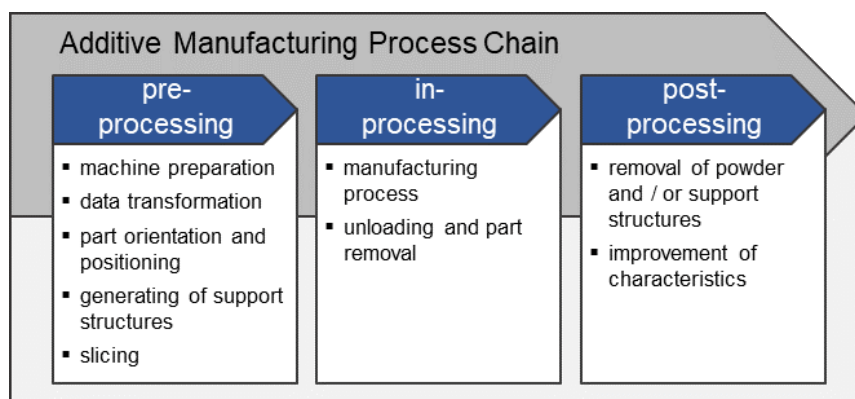 Additive Manufacturing Process Chain
pre-
processing
▪ machine preparation
▪ data transformation
▪ part orientation and
positioning
▪ generating of support
structures
▪ slicing
in-
processing
▪ manufacturing
process
▪ unloading and part
removal
post-
processing
▪ removal of powder
and / or support
structures
▪ improvement of
characteristics